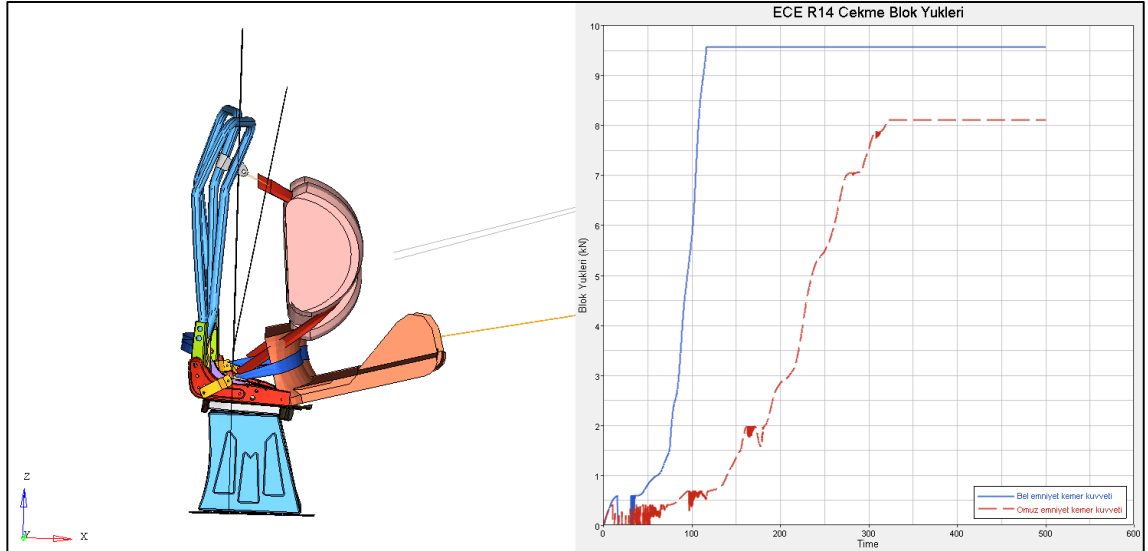 ECE R14 Cekme Blok Yukleri
10
9
8
7
6
5
4
3
2
1
0
Blok Yukleri (kN)
0 100 200 300 400 500 600
Time
Bel emniyet kemer kuvveti
Omuz emniyet kemer kuvveti
Z
Y
X